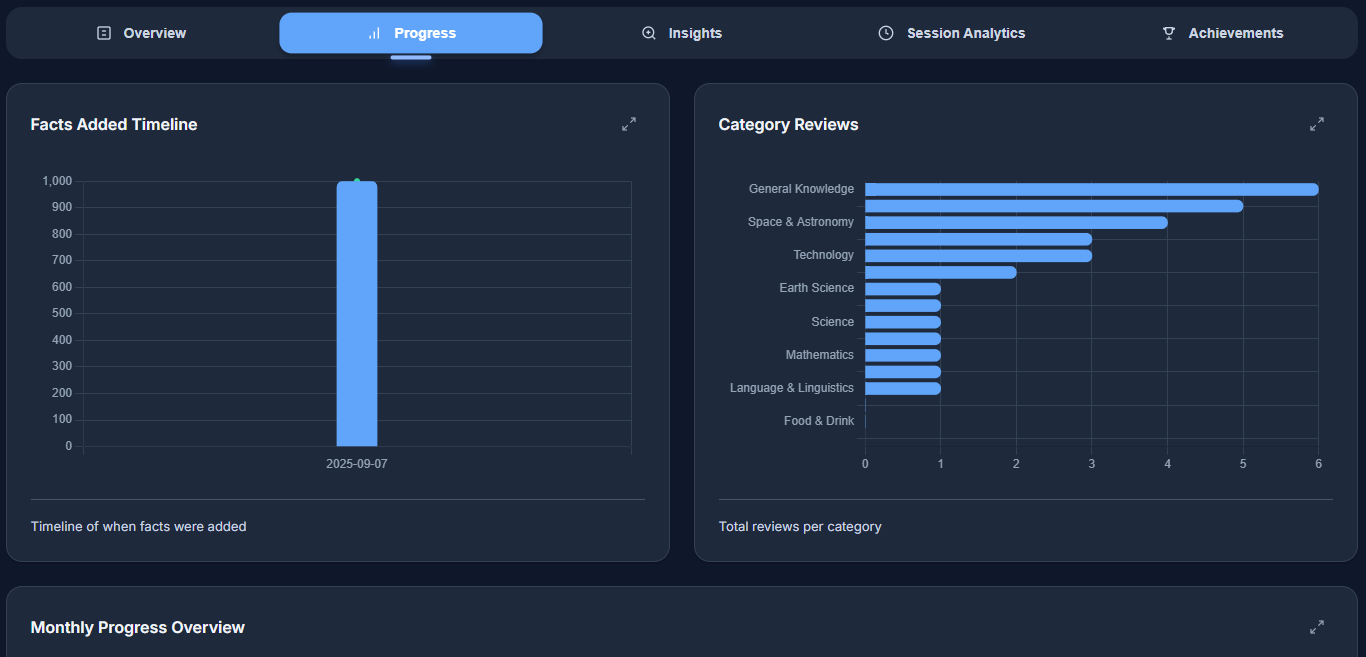 Overview
Progress
Insights
Session Analytics
Achievements
Facts Added Timeline
1,000
900
800
700
600
500
400
300
200
100
0
2025-09-07
Timeline of when facts were added
Category Reviews
General Knowledge
Space & Astronomy
Technology
Earth Science
Science
Mathematics
Language & Linguistics
Food & Drink
0 1 2 3 4 5 6
Total reviews per category
Monthly Progress Overview